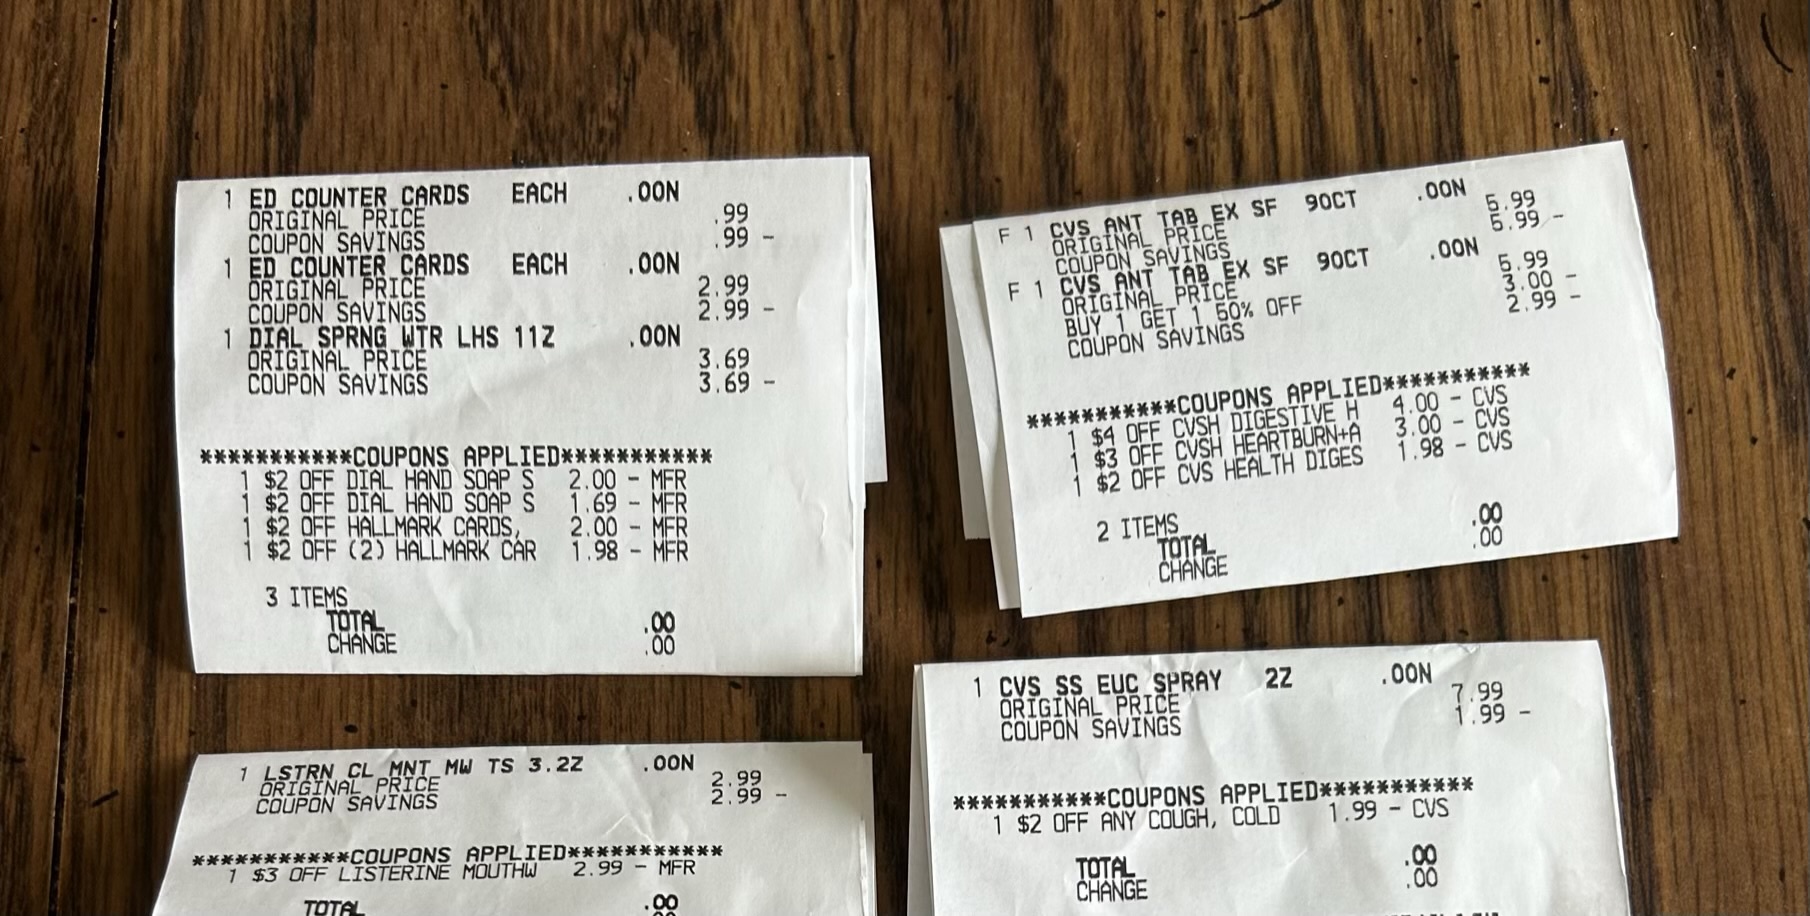 1 ED COUNTER CARDS EACH .00N
ORIGINAL PRICE .99
COUPON SAVINGS .99 -
1 ED COUNTER CARDS EACH .00N
ORIGINAL PRICE 2.99
COUPON SAVINGS 2.99 -
1 DIAL SPRNG WTR LHS 11Z .00N
ORIGINAL PRICE 3.69
COUPON SAVINGS 3.69 -
***********COUPONS APPLIED***********
1 $2 OFF DIAL HAND SOAP S 2.00 - MFR
1 $2 OFF DIAL HAND SOAP S 1.69 - MFR
1 $2 OFF HALLMARK CARDS, 2.00 - MFR
1 $2 OFF (2) HALLMARK CAR 1.98 - MFR
3 ITEMS
TOTAL .00
CHANGE .00
F 1 CVS ANT TAB EX SF 90CT .00N
ORIGINAL PRICE 5.99
COUPON SAVINGS 5.99 -
F 1 CVS ANT TAB EX SF 90CT .00N
ORIGINAL PRICE 5.99
BUY 1 GET 1 50% OFF 3.00 -
COUPON SAVINGS 2.99 -
***********COUPONS APPLIED***********
1 $4 OFF CVSH DIGESTIVE H 4.00 - CVS
1 $3 OFF CVSH HEARTBURN+A 3.00 - CVS
1 $2 OFF CVS HEALTH DIGES 1.98 - CVS
2 ITEMS
TOTAL .00
CHANGE .00
1 LSTRN CL MNT MW TS 3.2Z .00N
ORIGINAL PRICE 2.99
COUPON SAVINGS 2.99 -
***********COUPONS APPLIED***********
1 $3 OFF LISTERINE MOUTHW 2.99 - MFR
TOTAL .00
1 CVS SS EUC SPRAY 2Z .00N
ORIGINAL PRICE 7.99
COUPON SAVINGS 1.99 -
***********COUPONS APPLIED***********
1 $2 OFF ANY COUGH, COLD 1.99 - CVS
TOTAL .00
CHANGE .00